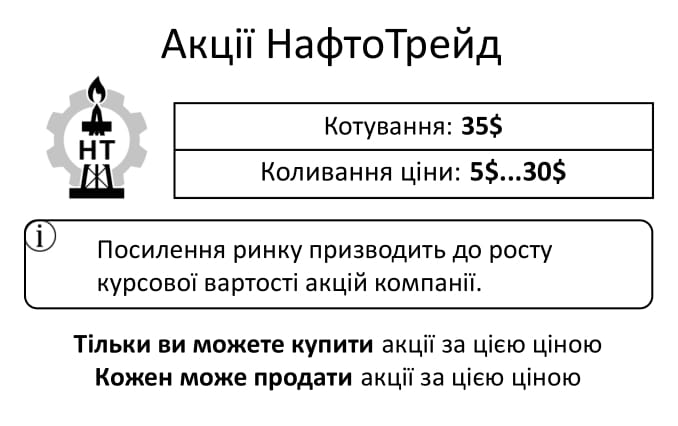 Акції НафтоТрейд
НТ
Котування: 35$
Коливання ціни: 5$...30$
i
Посилення ринку призводить до росту
курсової вартості акцій компанії.
Тільки ви можете купити акції за цією ціною
Кожен може продати акції за цією ціною